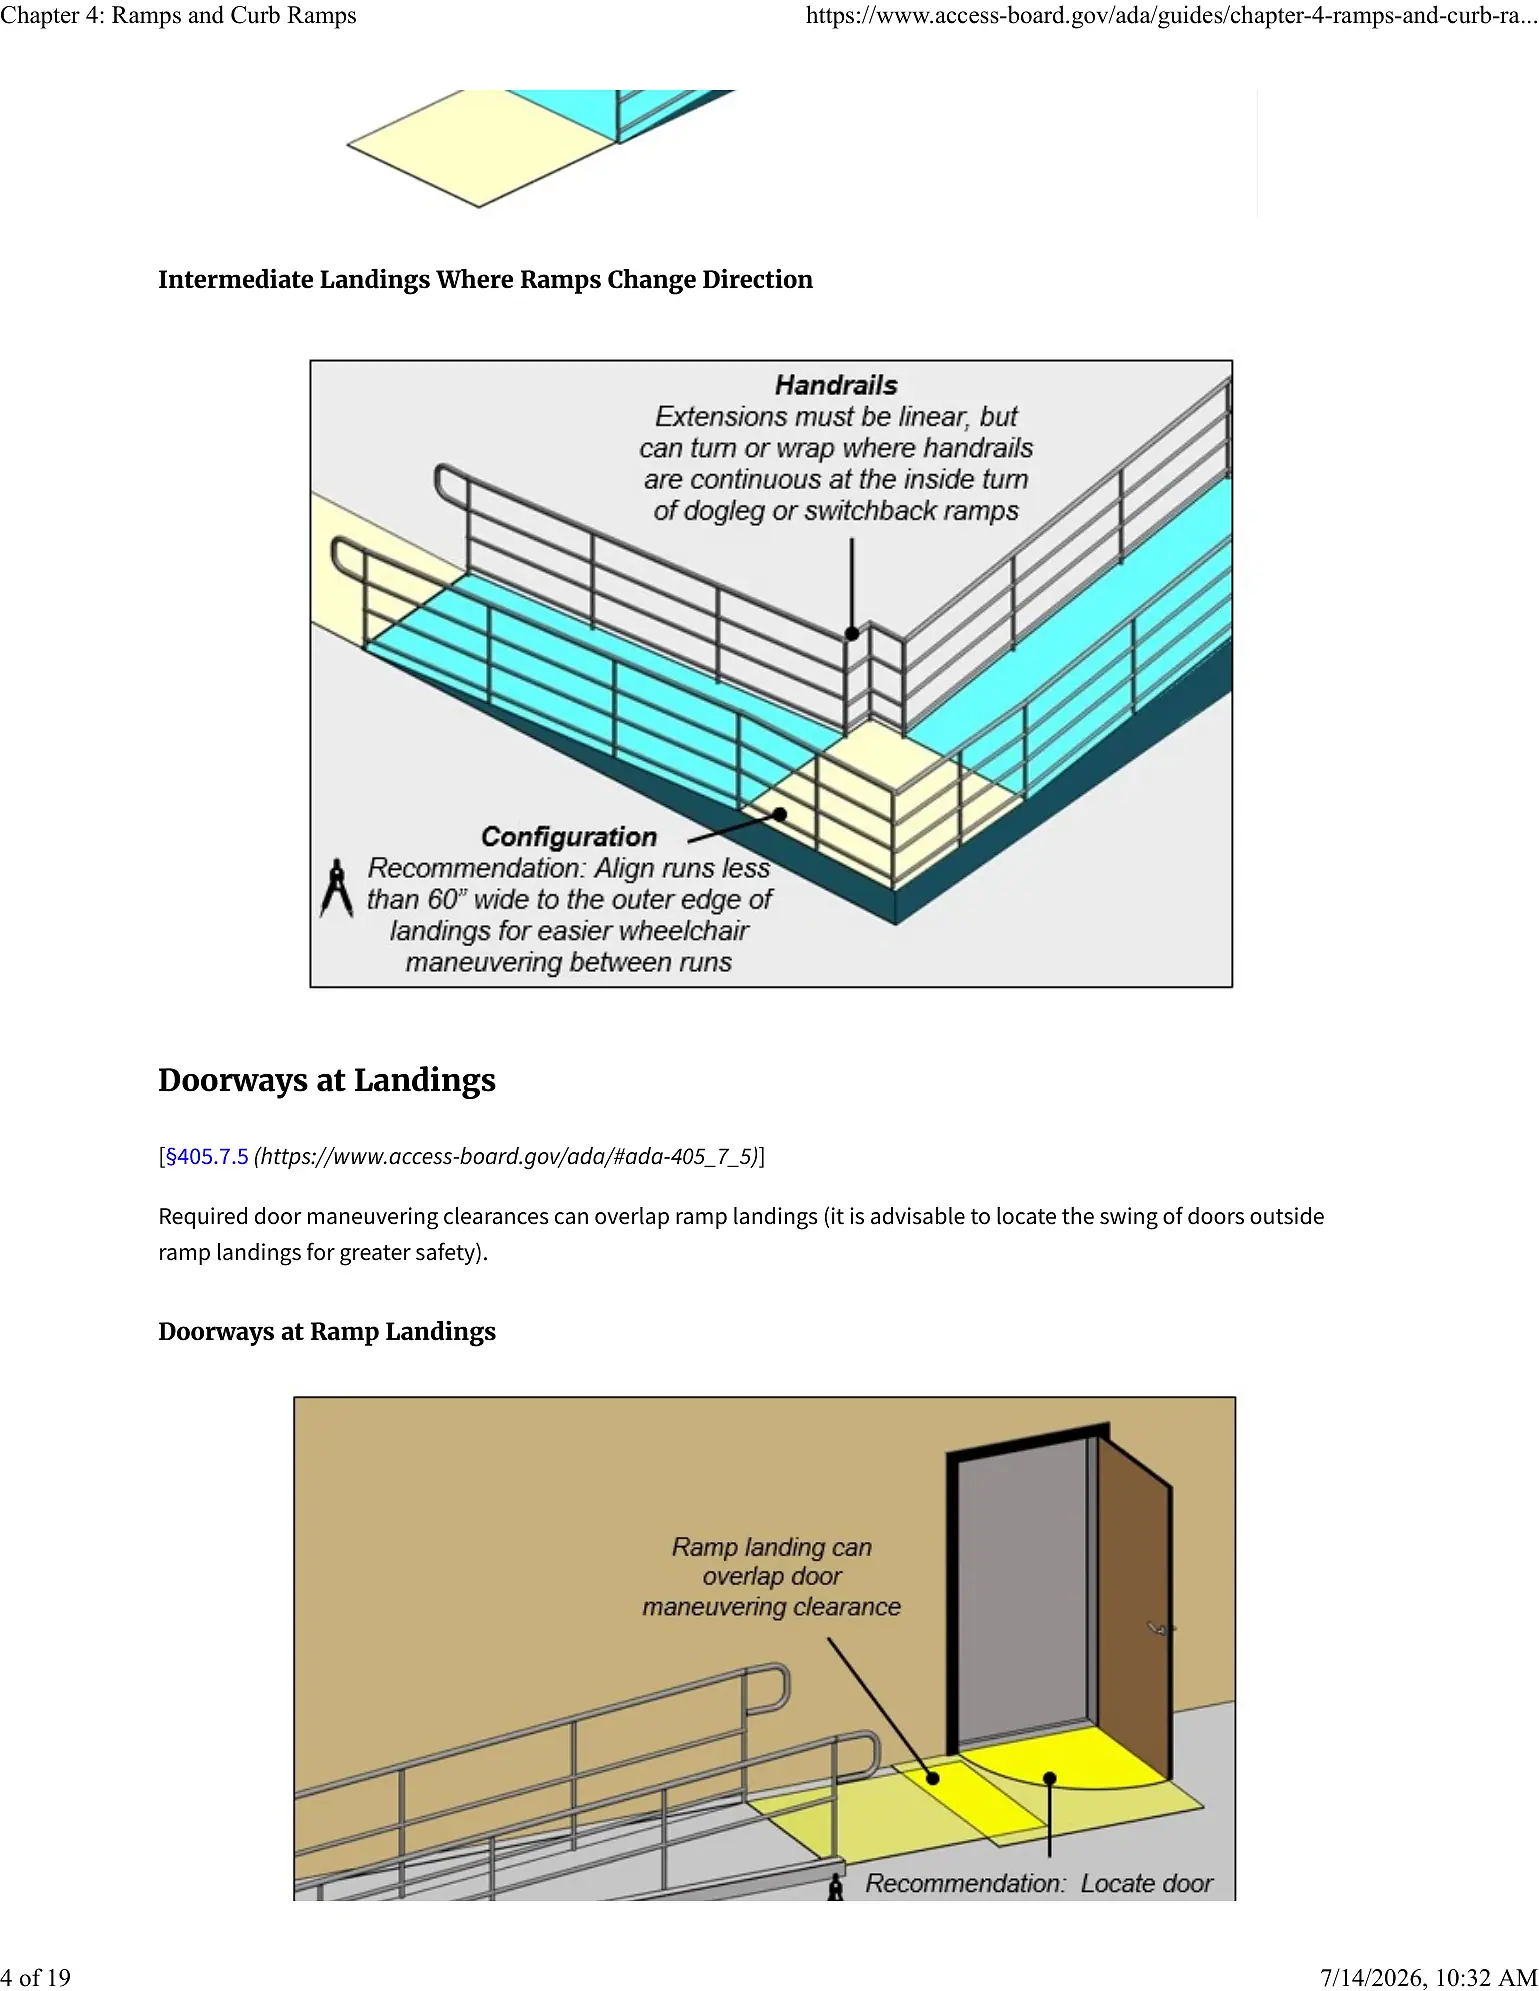 Chapter 4: Ramps and Curb Ramps
https://www.access-board.gov/ada/guides/chapter-4-ramps-and-curb-ra...
Intermediate Landings Where Ramps Change Direction
Handrails
Extensions must be linear, but
can turn or wrap where handrails
are continuous at the inside turn
of dogleg or switchback ramps
Configuration
Recommendation: Align runs less
than 60” wide to the outer edge of
landings for easier wheelchair
maneuvering between runs
Doorways at Landings
[§405.7.5 (https://www.access-board.gov/ada/#ada-405_7_5)]
Required door maneuvering clearances can overlap ramp landings (it is advisable to locate the swing of doors outside
ramp landings for greater safety).
Doorways at Ramp Landings
Ramp landing can
overlap door
maneuvering clearance
Recommendation: Locate door
4 of 19
7/14/2026, 10:32 AM